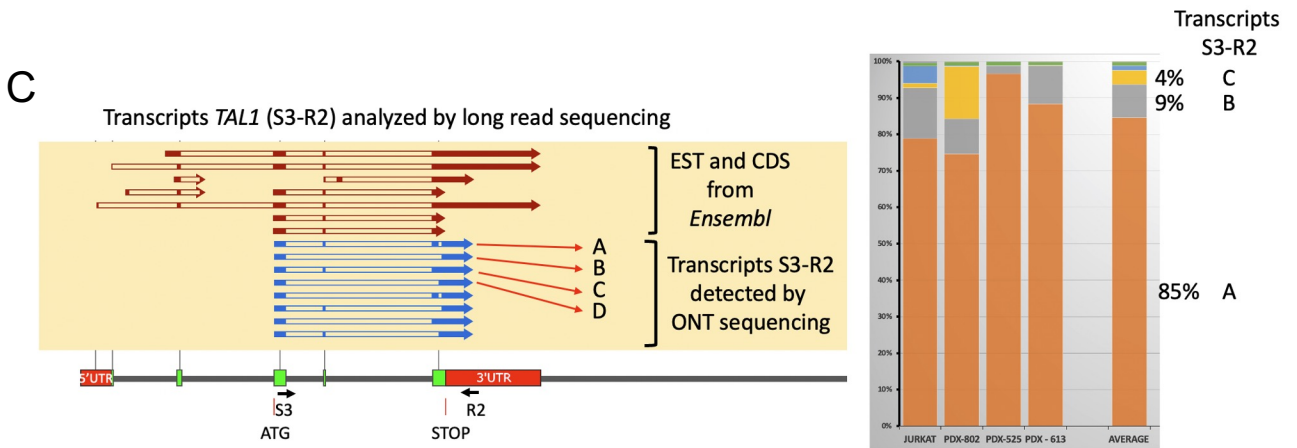 C
Transcripts TAL1 (S3-R2) analyzed by long read sequencing
EST and CDS
from
Ensembl
A
B
C
D
Transcripts S3-R2
detected by
ONT sequencing
5'UTR
3'UTR
S3
R2
ATG
STOP
Transcripts
S3-R2
100%
90%
80%
70%
60%
50%
40%
30%
20%
10%
0%
4% C
9% B
85% A
JURKAT PDX-802 PDX-525 PDX - 613 AVERAGE